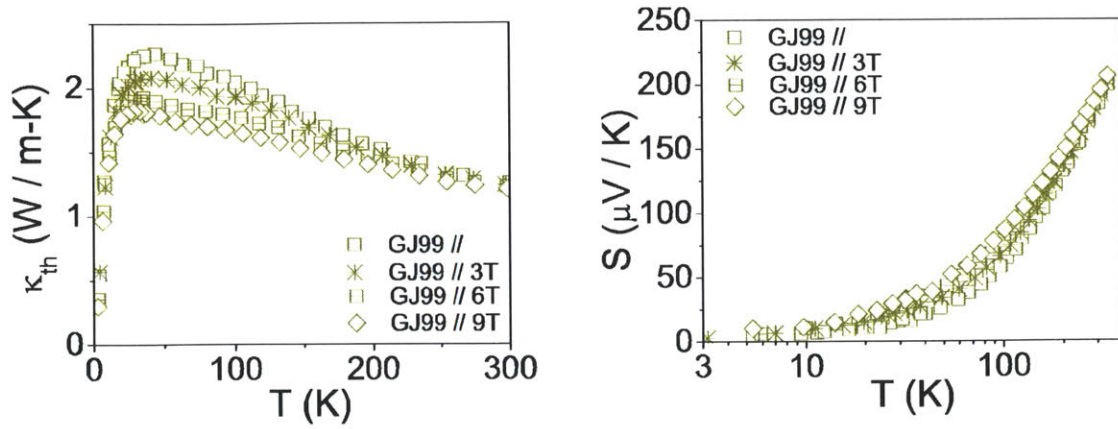 κth (W / m-K)
2
1
0
0
100
200
300
T (K)
GJ99 //
GJ99 // 3T
GJ99 // 6T
GJ99 // 9T
S (μV / K)
250
200
150
100
50
0
3
10
100
T (K)
GJ99 //
GJ99 // 3T
GJ99 // 6T
GJ99 // 9T